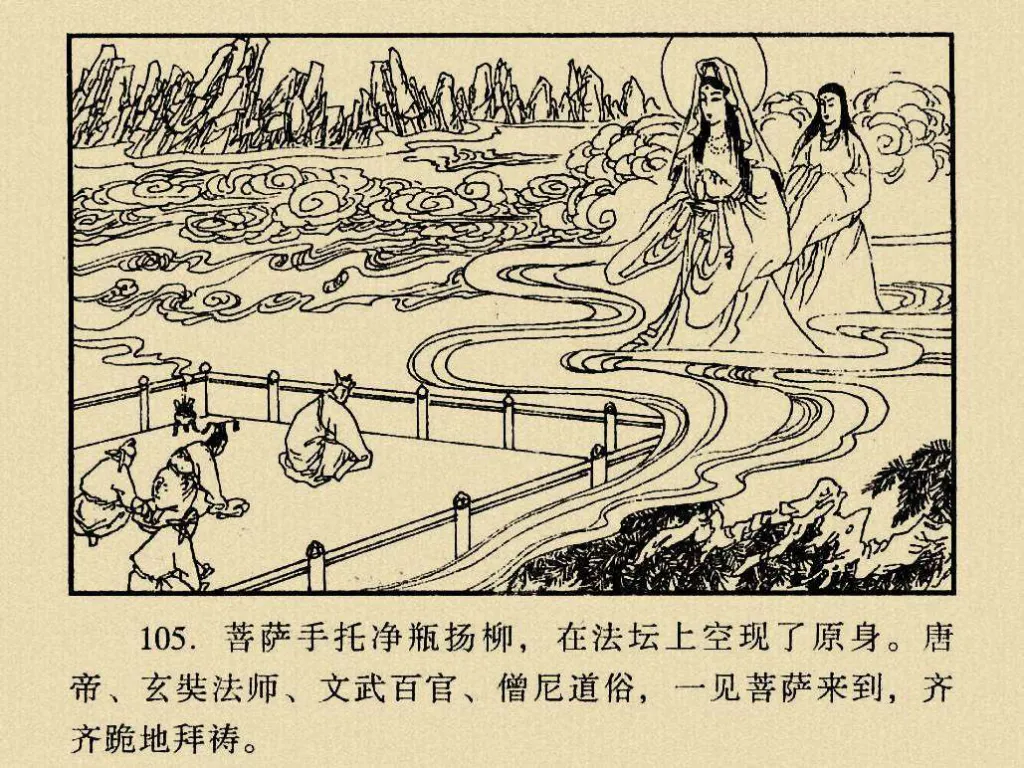 105. 菩萨手托净瓶扬柳，在法坛上空现了原身。唐
帝、玄奘法师、文武百官、僧尼道俗，一见菩萨来到，齐
齐跪地拜祷。